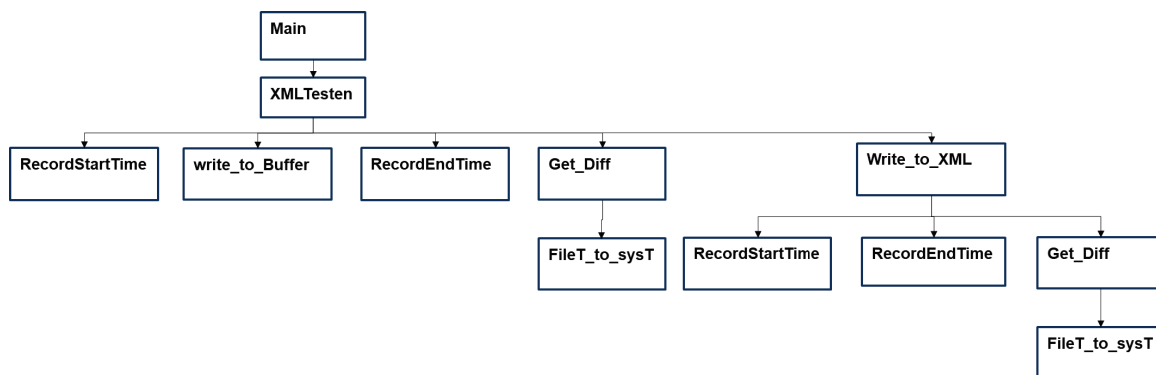 Main
XMLTesten
RecordStartTime
write_to_Buffer
RecordEndTime
Get_Diff
Write_to_XML
FileT_to_sysT
RecordStartTime
RecordEndTime
Get_Diff
FileT_to_sysT